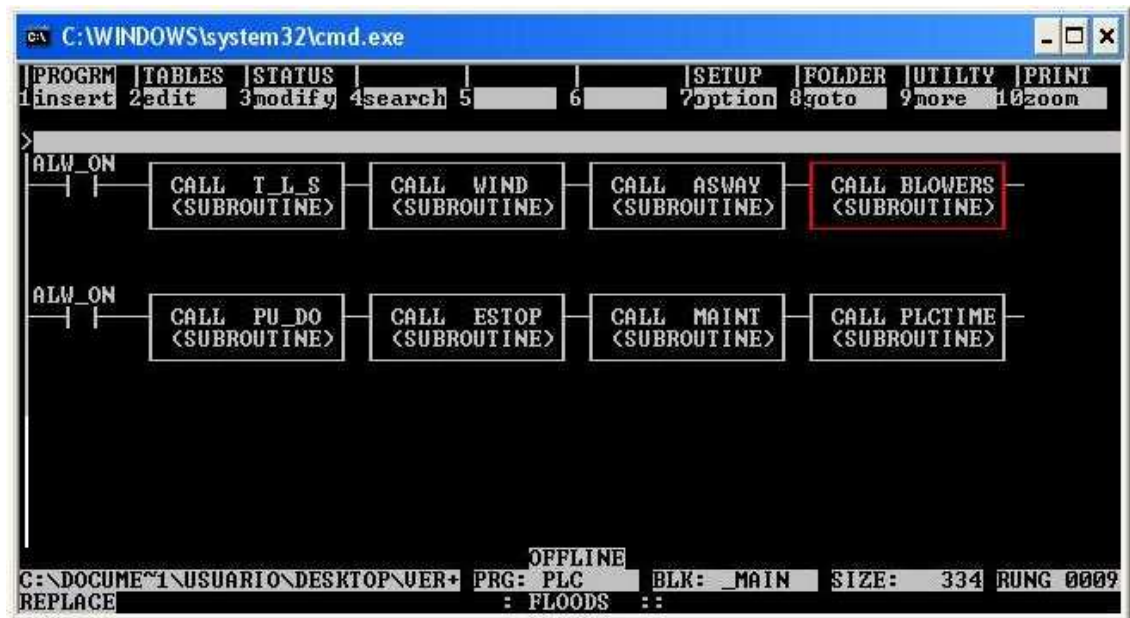 C:\WINDOWS\system32\cmd.exe
|PROGRM |TABLES |STATUS | | | |SETUP |FOLDER |UTILTY |PRINT
1insert 2edit 3modify 4search 5 6 7option 8goto 9more 10zoom
>
ALW_ON
CALL T_L_S CALL WIND CALL ASWAY CALL BLOWERS
(SUBROUTINE) (SUBROUTINE) (SUBROUTINE) (SUBROUTINE)
ALW_ON
CALL PU_DO CALL ESTOP CALL MAINT CALL PLCTIME
(SUBROUTINE) (SUBROUTINE) (SUBROUTINE) (SUBROUTINE)
OFFLINE
C:\DOCUME~1\USUARIO\DESKTOP\VER+ PRG: PLC BLK: _MAIN SIZE: 334 RUNG 0009
REPLACE : FLOODS ::